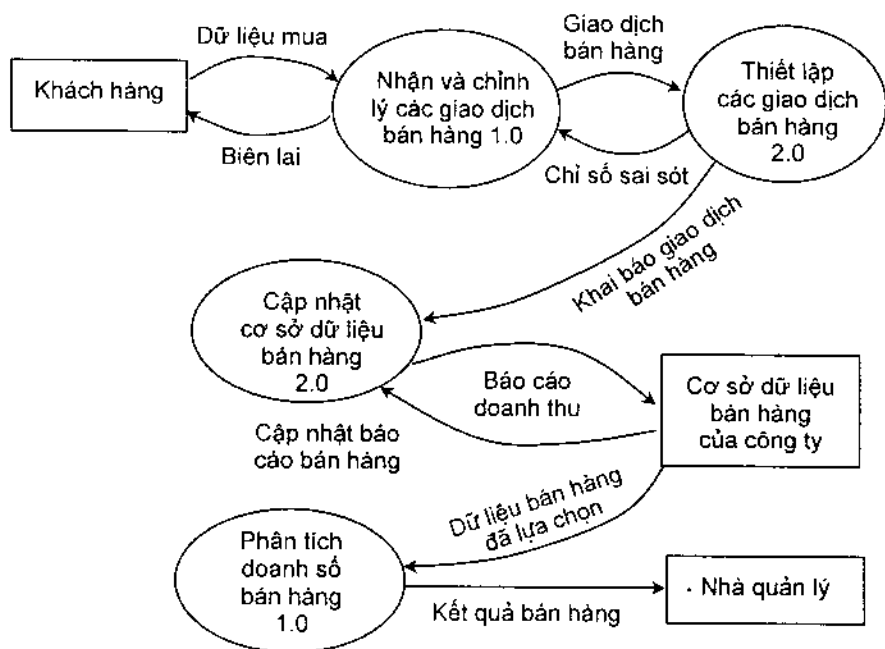 Dữ liệu mua
Khách hàng
Biên lai
Nhận và chỉnh
lý các giao dịch
bán hàng 1.0
Giao dịch
bán hàng
Chỉ số sai sót
Thiết lập
các giao dịch
bán hàng
2.0
Khai báo giao dịch
bán hàng
Cập nhật
cơ sở dữ liệu
bán hàng
2.0
Báo cáo
doanh thu
Cập nhật báo
cáo bán hàng
Cơ sở dữ liệu
bán hàng
của công ty
Dữ liệu bán hàng
đã lựa chọn
Phân tích
doanh số
bán hàng
1.0
Kết quả bán hàng
Nhà quản lý